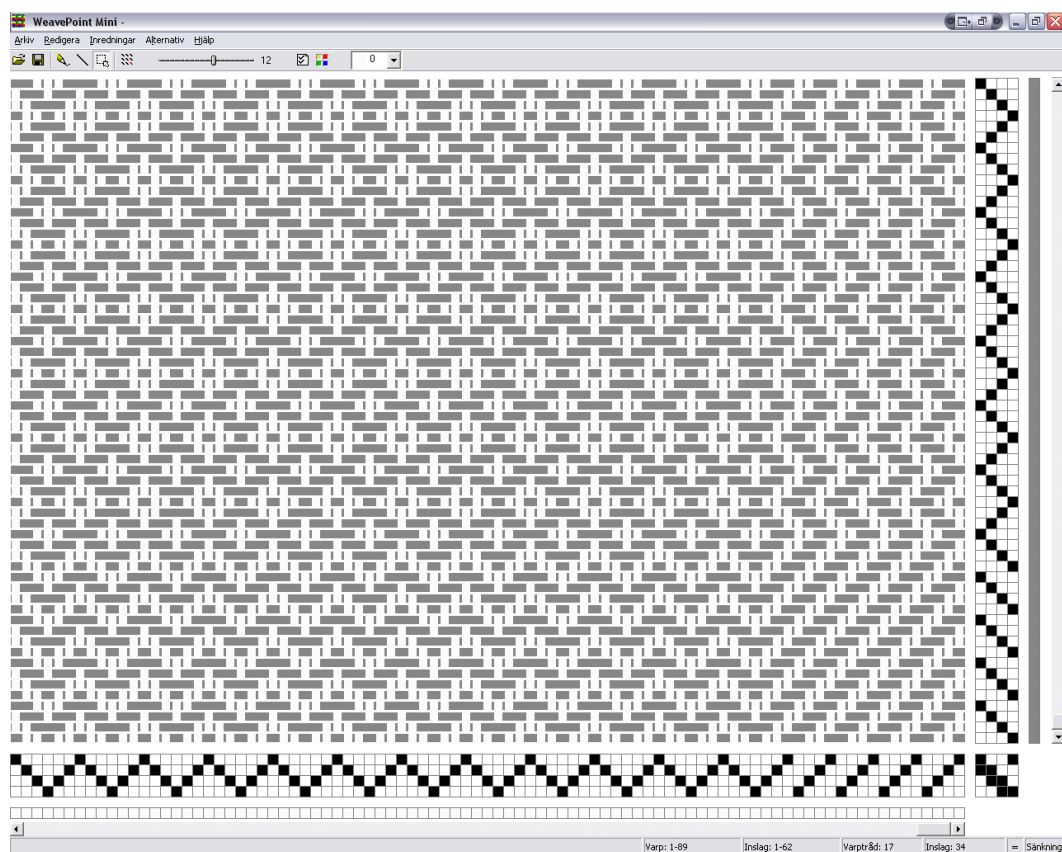 WeavePoint Mini -
Arkiv Redigera Inredningar Alternativ Hjälp
12 0
Varp: 1-89 Inslag: 1-62 Varptråd: 17 Inslag: 34 = Sänkning